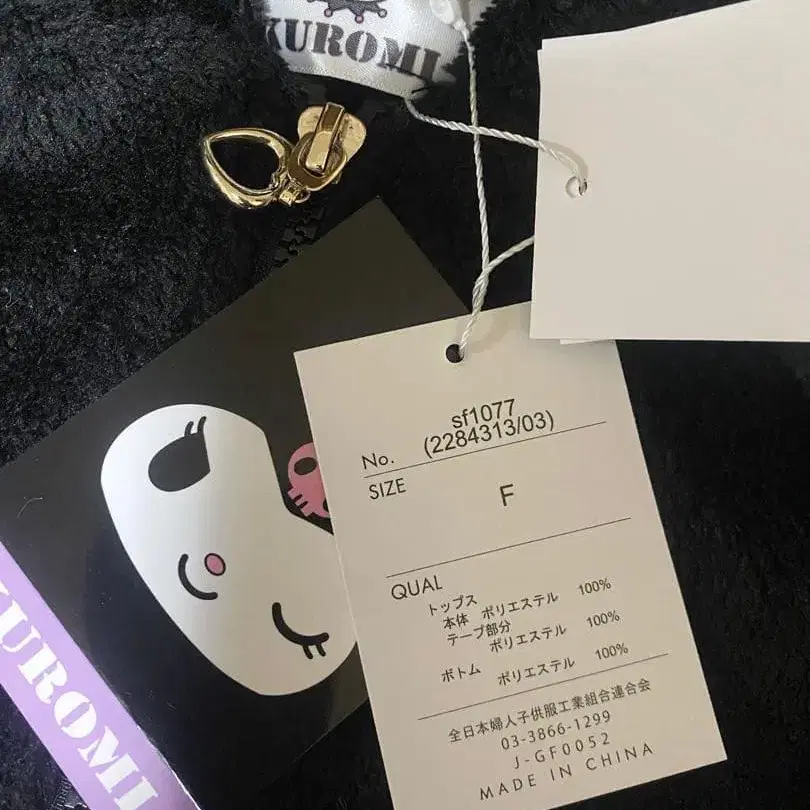 KUROMI
No.
sf1077
(2284313/03)
SIZE
F
QUAL
トップス
本体 ポリエステル 100%
テープ部分
ポリエステル 100%
ボトム
ポリエステル 100%
全日本婦人子供服工業組合連合会
03-3866-1299
J-GF0052
MADE IN CHINA
KUROMI